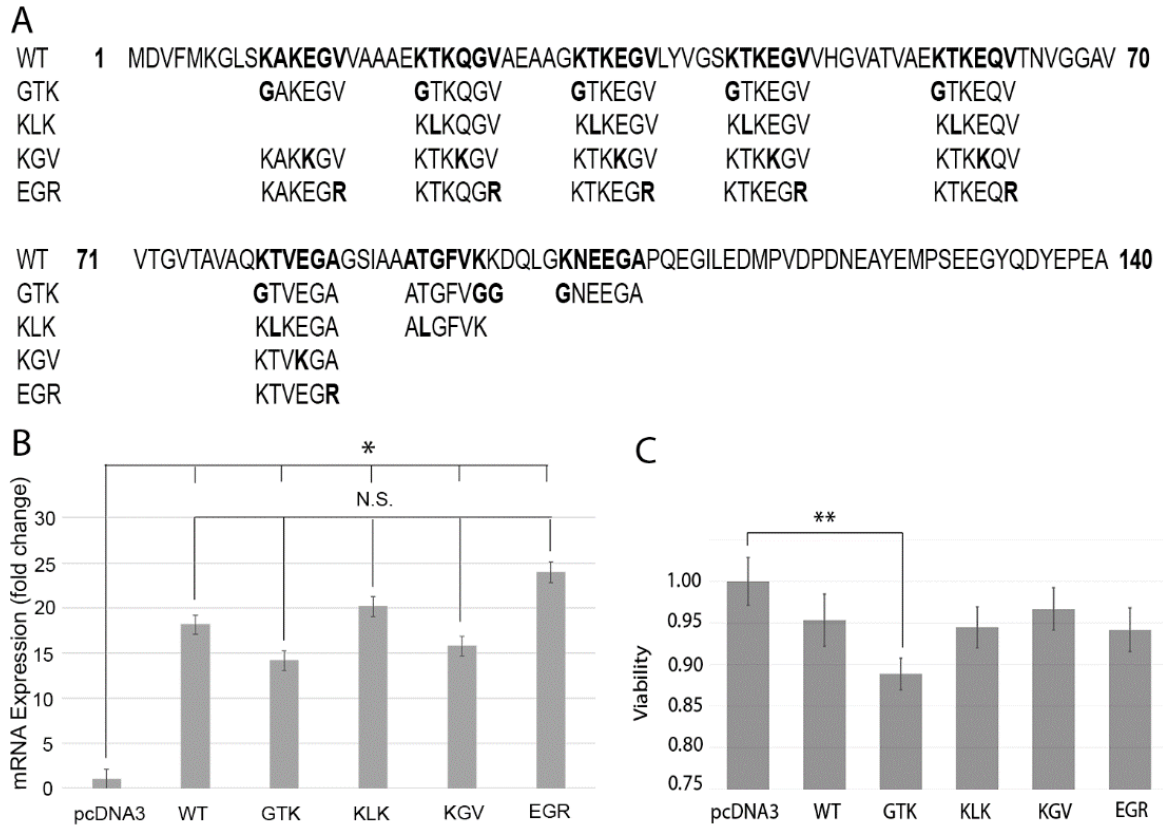 A
WT 1 MDVFMKGLSKAKEGVVAAAEKTKQGVAEAAGKTKEGVLYVGSKTKEGVVHGVATVAEKTKEQVTNVGGAV 70
GTK GAKEGV GTKQGV GTKEGV GTKEGV GTKEQV
KLK KLKQGV KLKEGV KLKEGV KLKEQV
KGV KAKKGV KTKKGV KTKKGV KTKKGV KTKKQV
EGR KAKEGR KTKQGR KTKEGR KTKEGR KTKEQR
WT 71 VTGVTAVAQKTVEGAGSIAAATGFVKKDQLGKNEEGAPQEGILEDMPVDPDNEAYEMPSEEGYQDYEPEA 140
GTK GTVEGA ATGFVGG GNEEGA
KLK KLKEGA ALGFVK
KGV KTVKGA
EGR KTVEGR
B
*
N.S.
mRNA Expression (fold change)
30
25
20
15
10
5
0
pcDNA3 WT GTK KLK KGV EGR
C
**
Viability
1.00
0.95
0.90
0.85
0.80
0.75
pcDNA3 WT GTK KLK KGV EGR